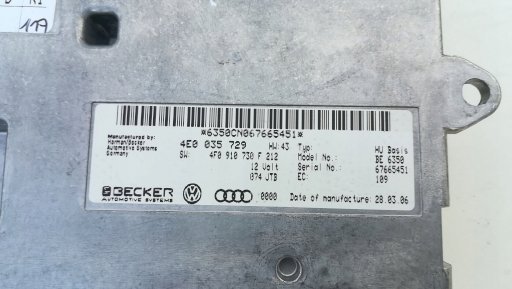 119
*6350CN067665451*
Manufactured by:
Harman/Becker
Automotive Systems
Germany
4E0 035 729 HW: 43 Typ: HU Basis
SW: 4F0 910 730 F 212 Model No.: BE 6350
12 Volt Serial No.: 67665451
074 JTB EC: 109
BECKER
AUTOMOTIVE SYSTEMS
0000 Date of manufacture: 28.03.06